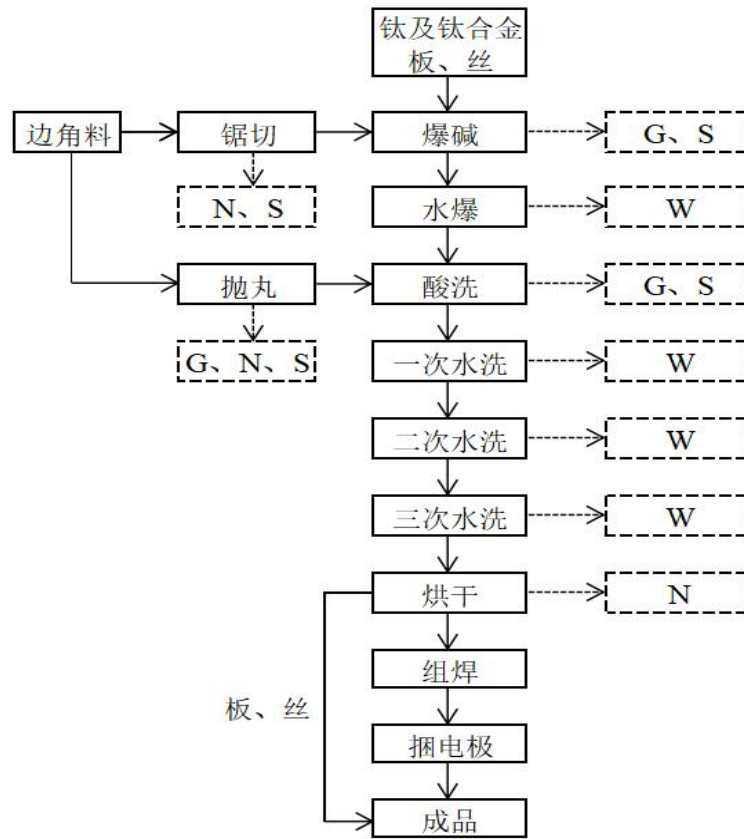 钛及钛合金
板、丝
边角料
锯切
爆碱
G、S
N、S
水爆
W
抛丸
酸洗
G、S
G、N、S
一次水洗
W
二次水洗
W
三次水洗
W
烘干
N
组焊
板、丝
捆电极
成品